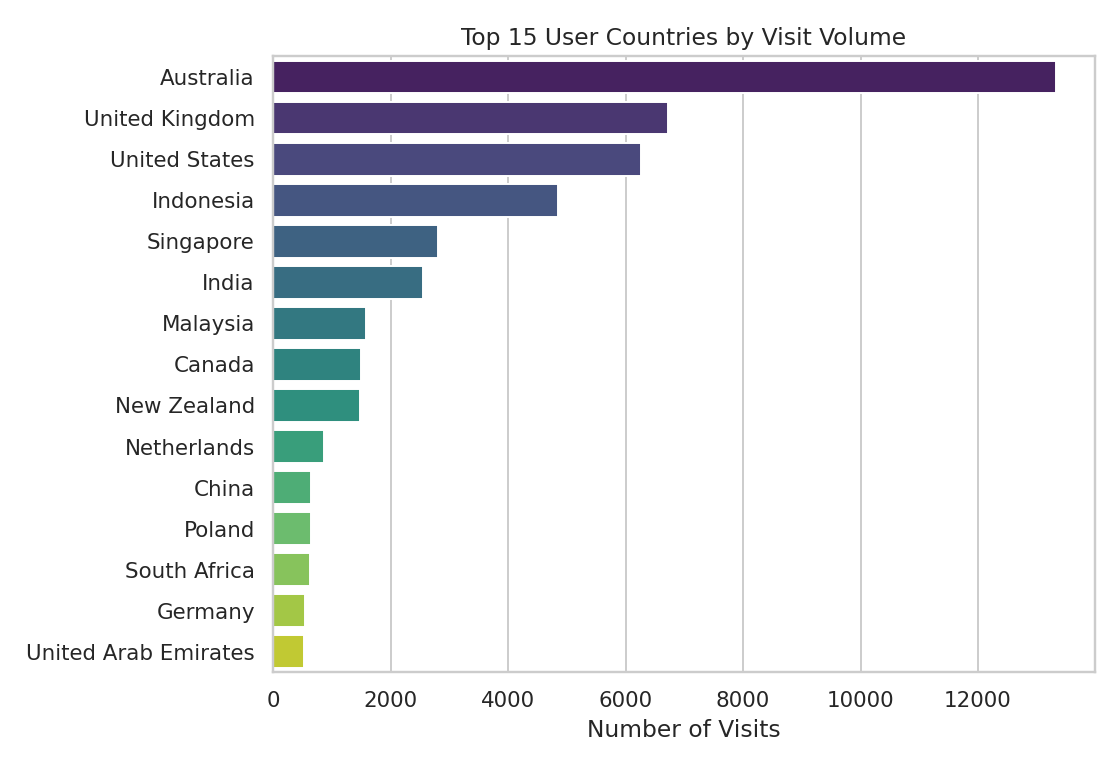 Top 15 User Countries by Visit Volume
Australia
United Kingdom
United States
Indonesia
Singapore
India
Malaysia
Canada
New Zealand
Netherlands
China
Poland
South Africa
Germany
United Arab Emirates
0 2000 4000 6000 8000 10000 12000
Number of Visits